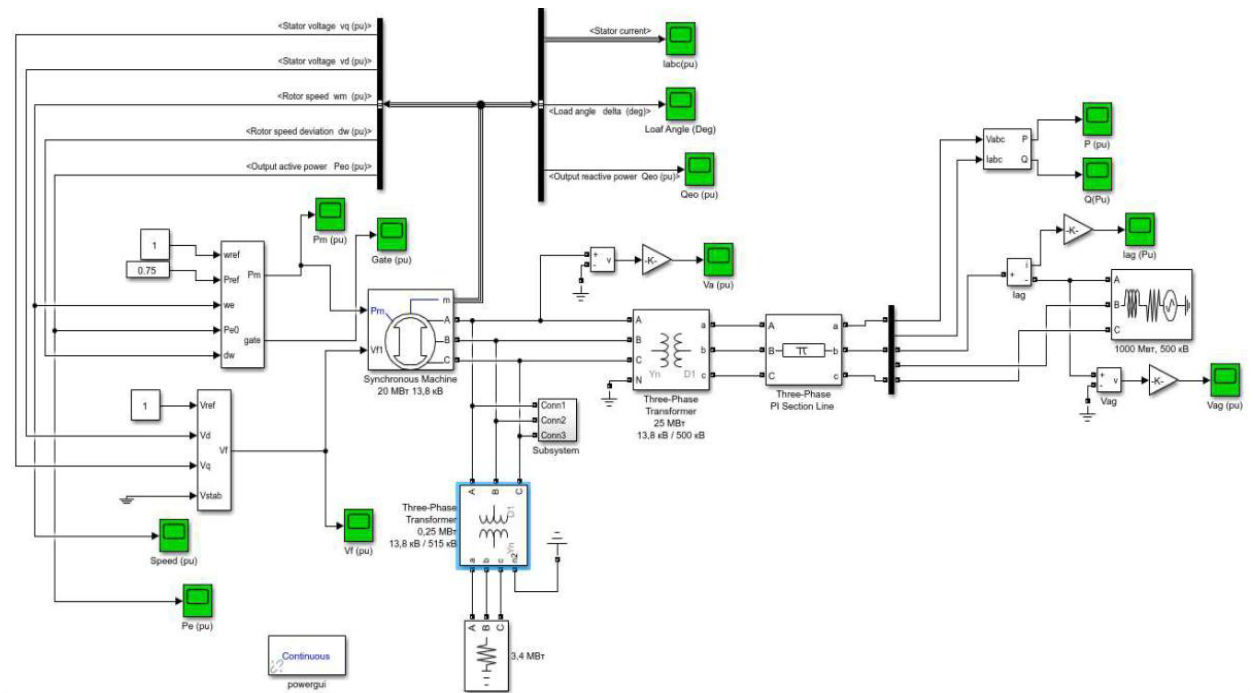 <Stator voltage vq (pu)>
<Stator voltage vd (pu)>
<Rotor speed wm (pu)>
<Rotor speed deviation dw (pu)>
<Output active power Peo (pu)>
<Stator current>
Iabc(pu)
<Load angle delta (deg)>
Loaf Angle (Deg)
<Output reactive power Qeo (pu)>
Qeo (pu)
Vabc
Iabc
P
Q
P (pu)
Q(Pu)
1
0.75
wref
Pref
we
Pe0
dw
Pm
gate
Pm (pu)
Gate (pu)
Pm
Vf1
m
A
B
C
Synchronous Machine
20 МВт 13,8 кВ
+
-
v
-K-
Va (pu)
A
B
C
N
Yn
D1
a
b
c
Three-Phase
Transformer
25 МВт
13,8 кВ / 500 кВ
A
B
C
π
a
b
c
Three-Phase
PI Section Line
+
i
-
Iag
-K-
Iag (Pu)
A
B
C
1000 Мвт, 500 кВ
+
-
v
Vag
-K-
Vag (pu)
1
Vref
Vd
Vq
Vstab
Vf
Vf (pu)
Speed (pu)
Pe (pu)
Conn1
Conn2
Conn3
Subsystem
Three-Phase
Transformer
0,25 МВт
13,8 кВ / 515 кВ
A
B
C
D1
Yn
a
b
c
n2
A
B
C
3,4 МВт
Continuous
powergui